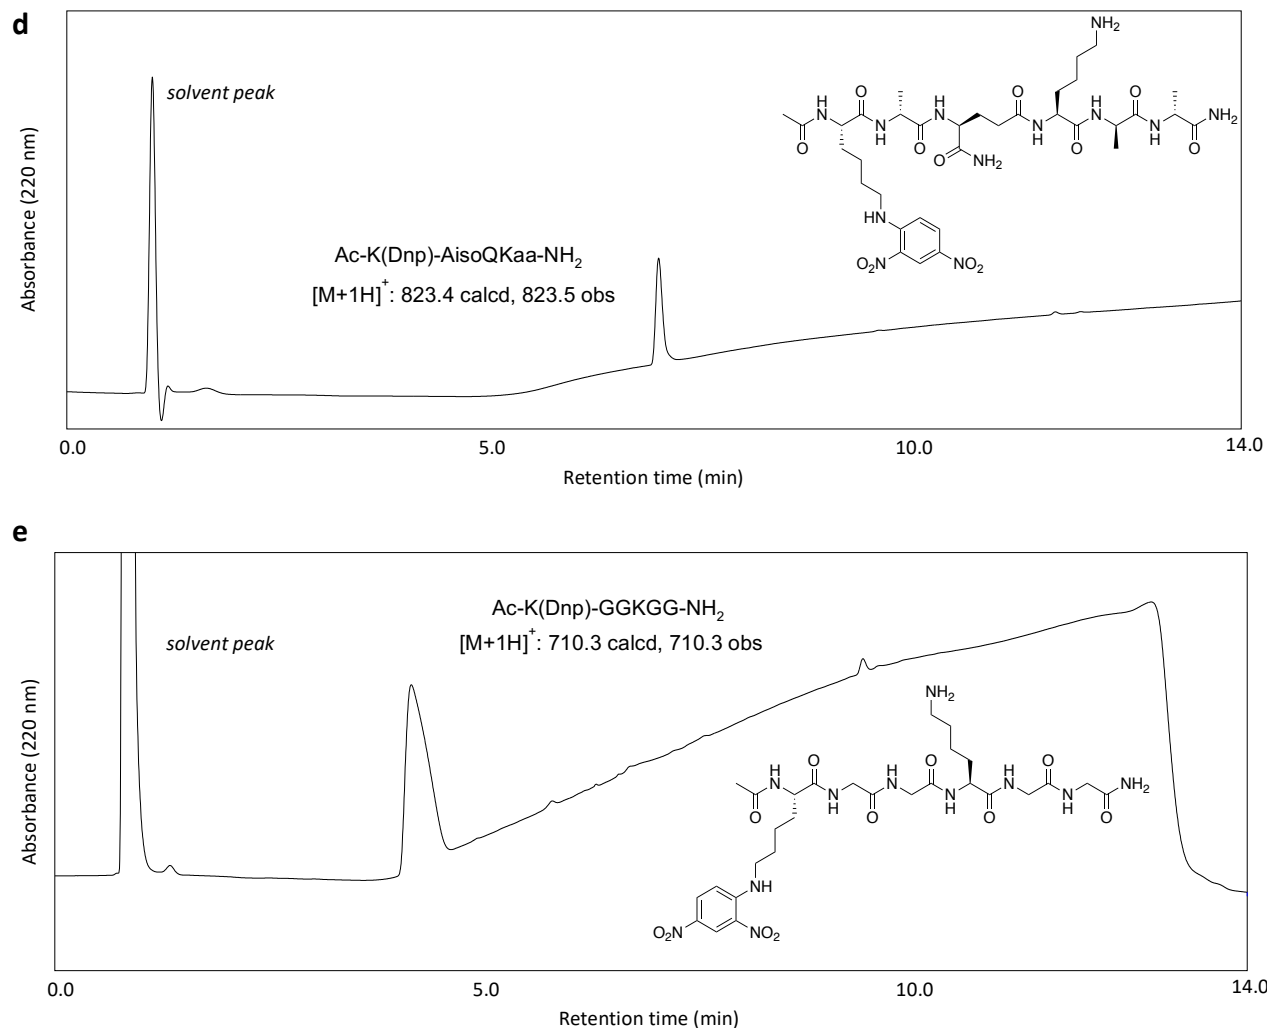 d
Absorbance (220 nm)
solvent peak
Ac-K(Dnp)-AisoQKaa-NH2
[M+1H]+: 823.4 calcd, 823.5 obs
NH2
H
N
O
N
H
O
H
N
O
O
NH2
O
N
H
H
N
O
O
N
H
O
NH2
HN
O2N
NO2
0.0 5.0 10.0 14.0
Retention time (min)
e
Absorbance (220 nm)
solvent peak
Ac-K(Dnp)-GGKGG-NH2
[M+1H]+: 710.3 calcd, 710.3 obs
NH2
H
N
O
O
N
H
H
N
O
O
N
H
H
N
O
O
N
H
O
NH2
NH
O2N
NO2
0.0 5.0 10.0 14.0
Retention time (min)